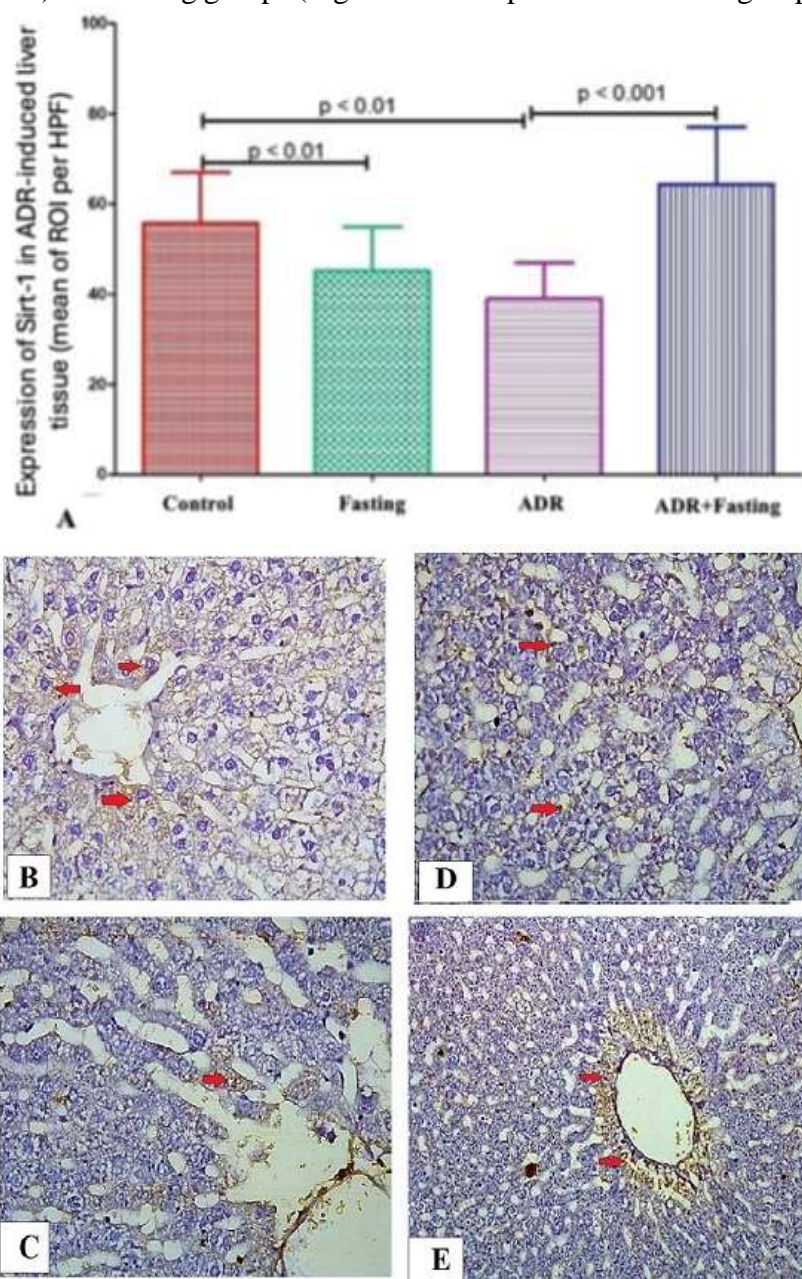 100
80
60
40
20
0
Expression of Sirt-1 in ADR-induced liver
tissue (mean of ROI per HPF)
p < 0.01
p < 0.001
p < 0.01
Control Fasting ADR ADR+Fasting
A
B
D
C
E